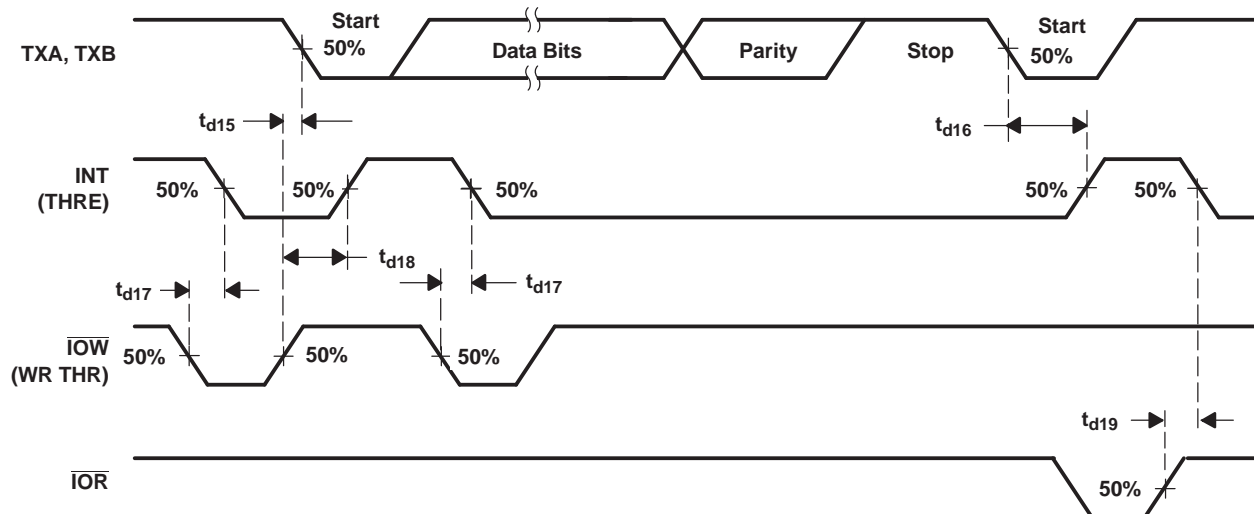 Start
Start
TXA, TXB
50%
Data Bits
Parity
Stop
50%
td15
td16
INT
(THRE)
50%
50%
50%
50%
50%
td18
td17
td17
IOW
(WR THR)
50%
50%
50%
td19
IOR
50%